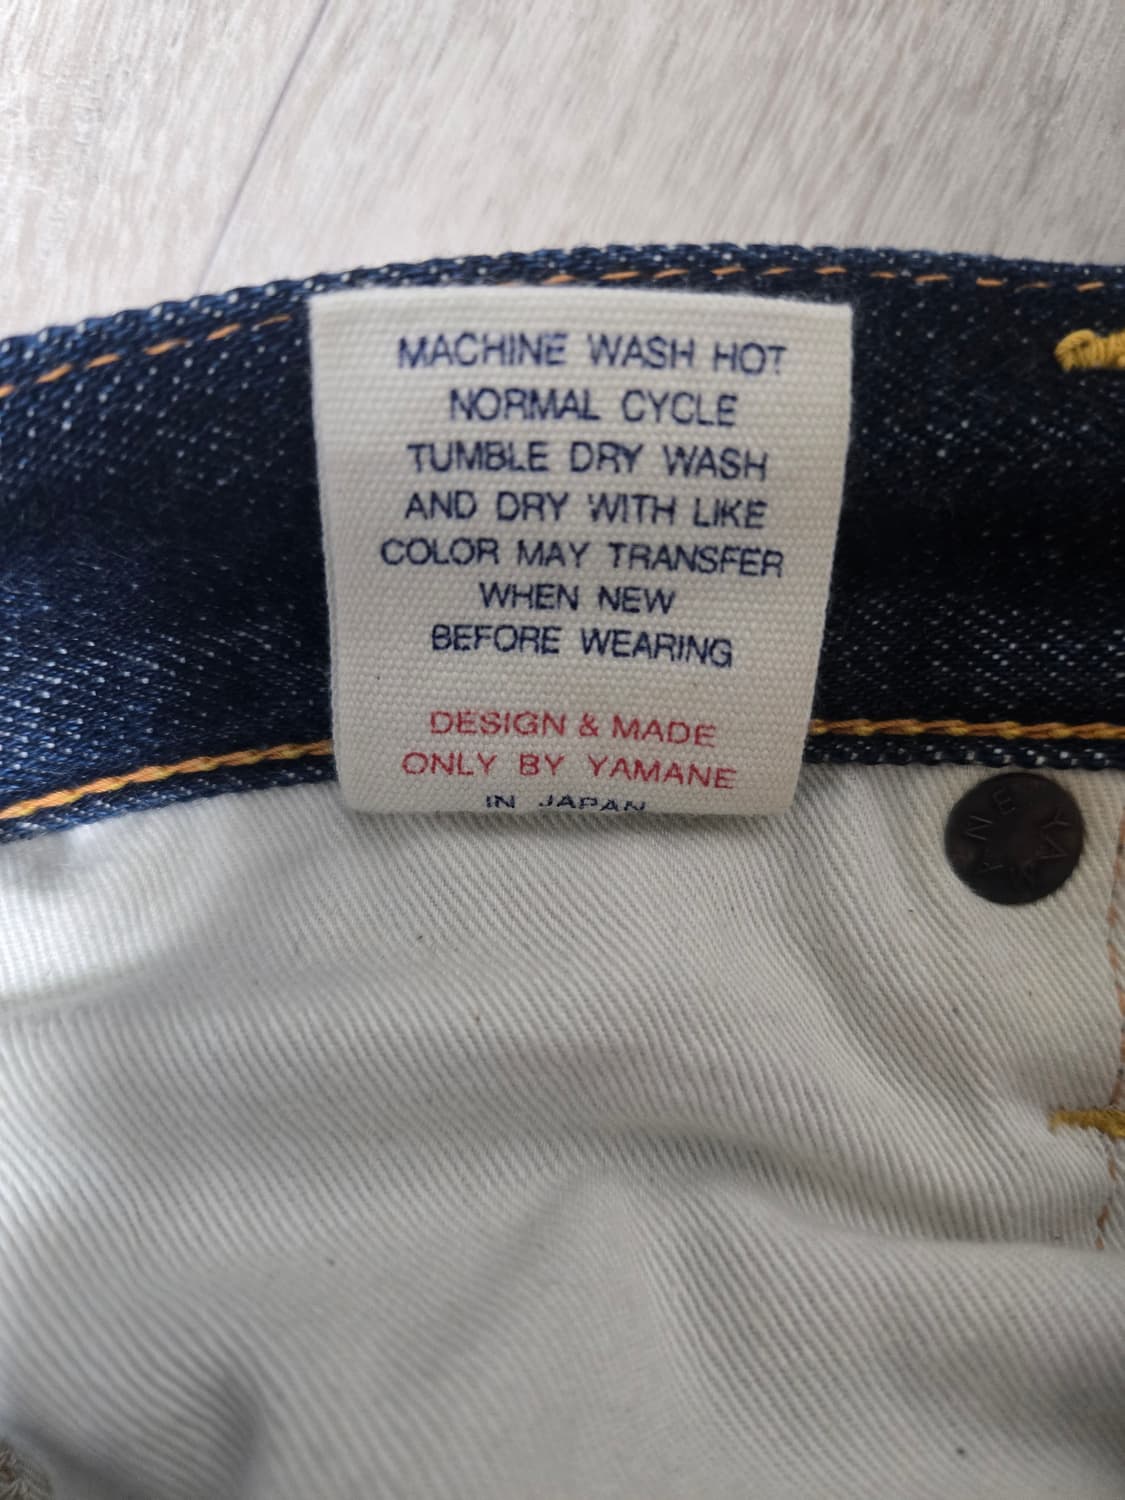 MACHINE WASH HOT
NORMAL CYCLE
TUMBLE DRY WASH
AND DRY WITH LIKE
COLOR MAY TRANSFER
WHEN NEW
BEFORE WEARING
DESIGN & MADE
ONLY BY YAMANE
IN JAPAN
YAMANE